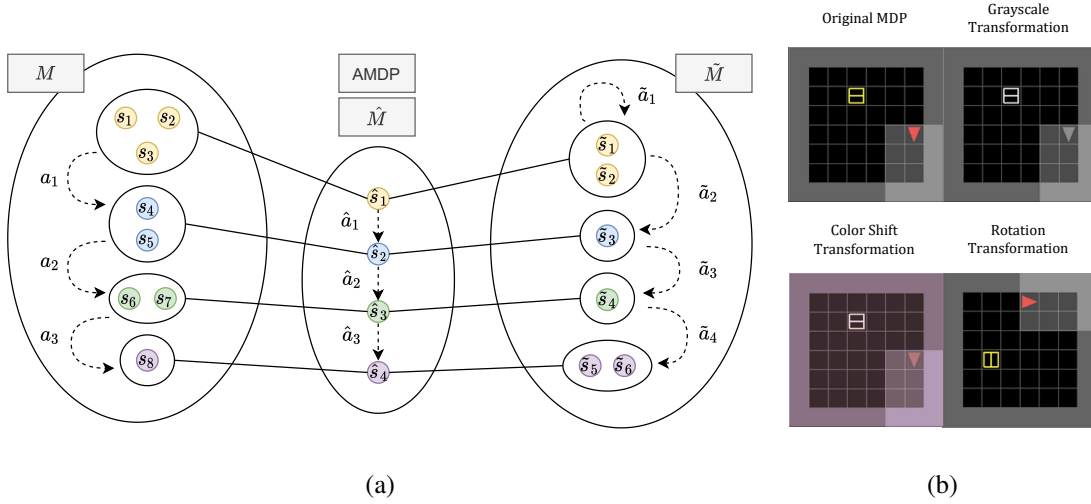 M
AMDP
M̂
M̃
s₁ s₂
s₃
a₁
s₄
s₅
a₂
s₆ s₇
a₃
s₈
ŝ₁
â₁
ŝ₂
â₂
ŝ₃
â₃
ŝ₄
ã₁
s̃₁
s̃₂
ã₂
s̃₃
ã₃
s̃₄
ã₄
s̃₅ s̃₆
(a)
Original MDP
Grayscale
Transformation
Color Shift
Transformation
Rotation
Transformation
(b)